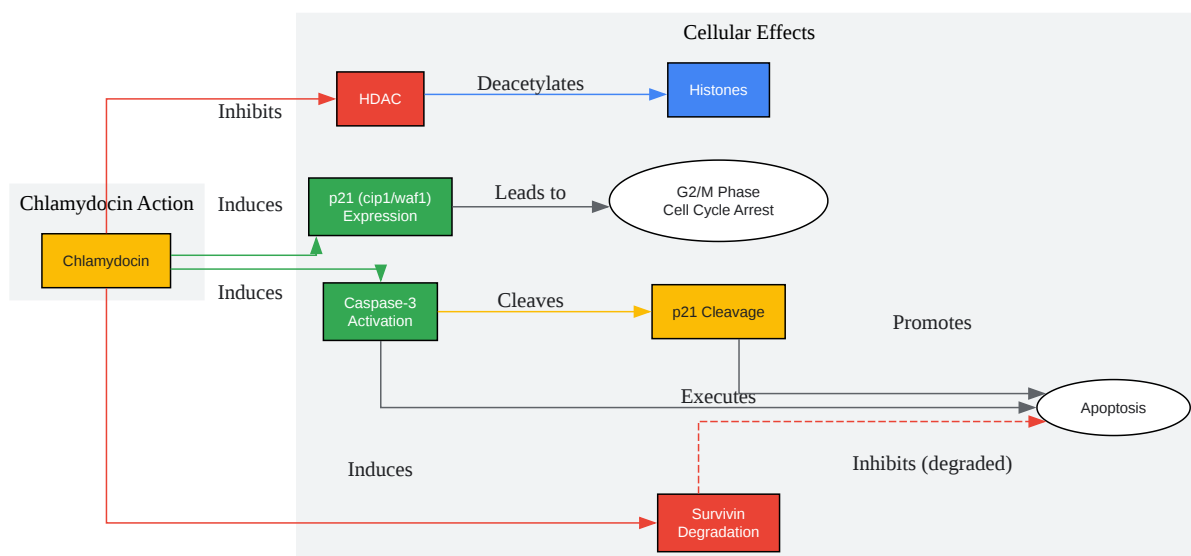 Cellular Effects
HDAC
Deacetylates
Histones
Inhibits
Chlamydocin Action
Chlamydocin
Induces
p21 (cip1/waf1)
Expression
Leads to
G2/M Phase
Cell Cycle Arrest
Induces
Caspase-3
Activation
Cleaves
p21 Cleavage
Promotes
Executes
Apoptosis
Induces
Inhibits (degraded)
Survivin
Degradation